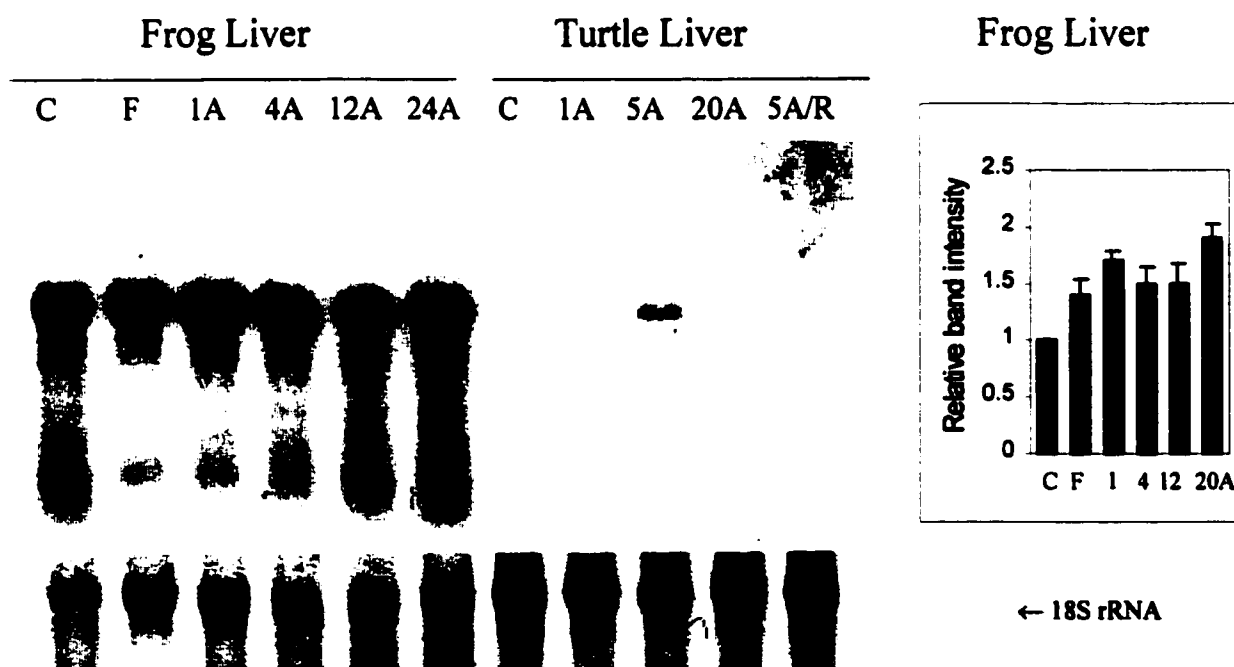 Frog Liver
Turtle Liver
Frog Liver
C F 1A 4A 12A 24A
C 1A 5A 20A 5A/R
Relative band intensity
2.5
2
1.5
1
0.5
0
C F 1 4 12 20A
← 18S rRNA